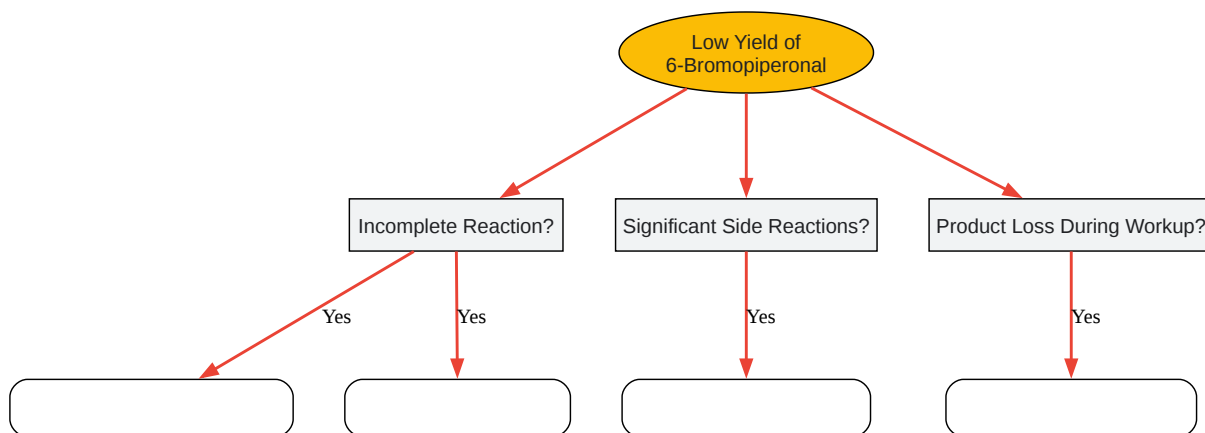 Low Yield of
6-Bromopiperonal
Incomplete Reaction?
Significant Side Reactions?
Product Loss During Workup?
Yes
Yes
Yes
Yes